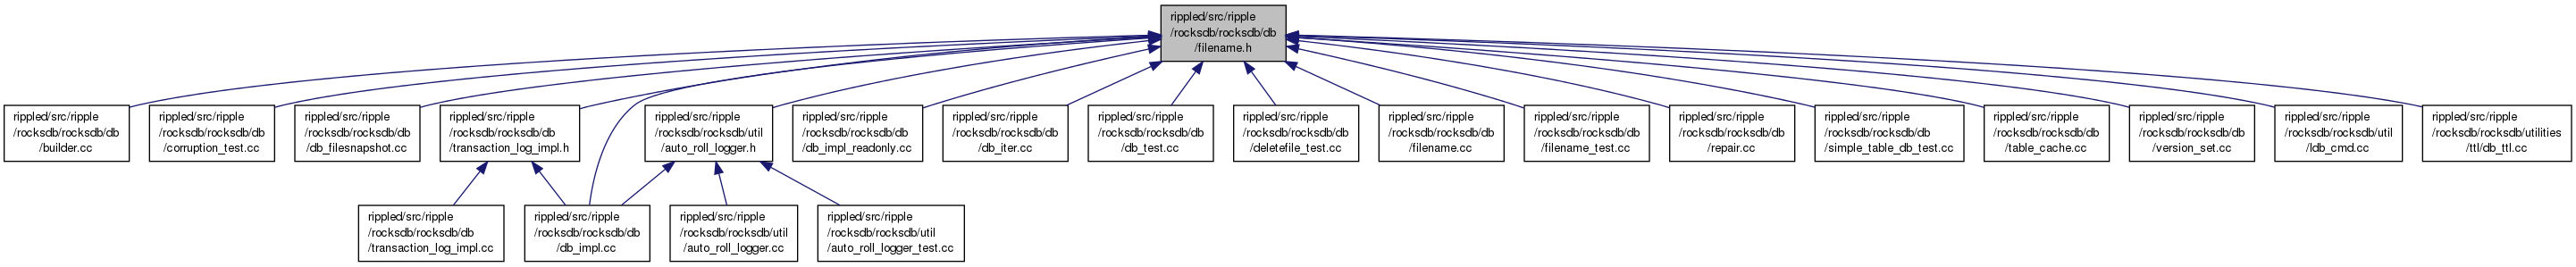 rippled/src/ripple
/rocksdb/rocksdb/db
/filename.h
rippled/src/ripple
/rocksdb/rocksdb/db
/builder.cc
rippled/src/ripple
/rocksdb/rocksdb/db
/corruption_test.cc
rippled/src/ripple
/rocksdb/rocksdb/db
/db_filesnapshot.cc
rippled/src/ripple
/rocksdb/rocksdb/db
/transaction_log_impl.h
rippled/src/ripple
/rocksdb/rocksdb/util
/auto_roll_logger.h
rippled/src/ripple
/rocksdb/rocksdb/db
/db_impl_readonly.cc
rippled/src/ripple
/rocksdb/rocksdb/db
/db_iter.cc
rippled/src/ripple
/rocksdb/rocksdb/db
/db_test.cc
rippled/src/ripple
/rocksdb/rocksdb/db
/deletefile_test.cc
rippled/src/ripple
/rocksdb/rocksdb/db
/filename.cc
rippled/src/ripple
/rocksdb/rocksdb/db
/filename_test.cc
rippled/src/ripple
/rocksdb/rocksdb/db
/repair.cc
rippled/src/ripple
/rocksdb/rocksdb/db
/simple_table_db_test.cc
rippled/src/ripple
/rocksdb/rocksdb/db
/table_cache.cc
rippled/src/ripple
/rocksdb/rocksdb/db
/version_set.cc
rippled/src/ripple
/rocksdb/rocksdb/util
/ldb_cmd.cc
rippled/src/ripple
/rocksdb/rocksdb/utilities
/ttl/db_ttl.cc
rippled/src/ripple
/rocksdb/rocksdb/db
/transaction_log_impl.cc
rippled/src/ripple
/rocksdb/rocksdb/db
/db_impl.cc
rippled/src/ripple
/rocksdb/rocksdb/util
/auto_roll_logger.cc
rippled/src/ripple
/rocksdb/rocksdb/util
/auto_roll_logger_test.cc